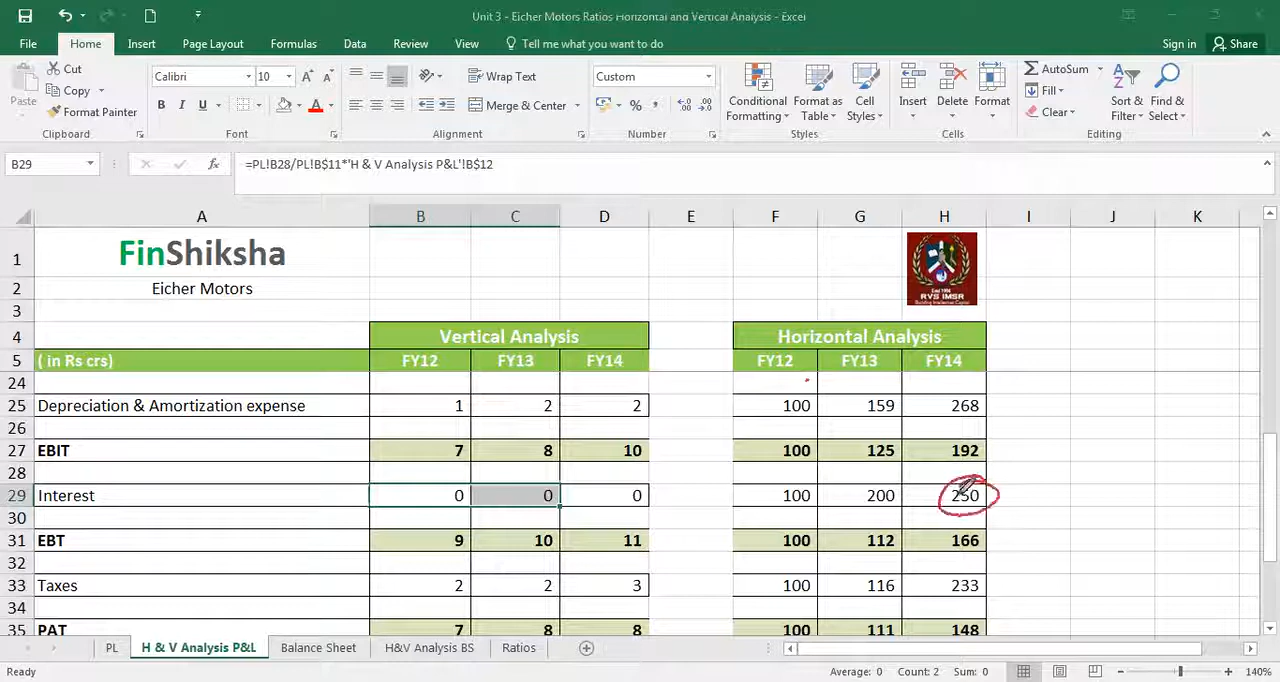 Unit 3 - Eicher Motors Ratios Horizontal and Vertical Analysis - Excel
File Home Insert Page Layout Formulas Data Review View Tell me what you want to do Sign in Share
Paste
Cut
Copy
Format Painter
Calibri 10
B I U
Wrap Text
Merge & Center
Custom
Conditional Formatting
Format as Table
Cell Styles
Insert Delete Format
AutoSum
Fill
Clear
Sort & Filter
Find & Select
Clipboard Font Alignment Number Styles Cells Editing
B29 fx =PL!B28/PL!B$11*'H & V Analysis P&L'!B$12
A B C D E F G H I J K
1 FinShiksha
RVS IMSR
2 Eicher Motors
3
4 Vertical Analysis Horizontal Analysis
5 ( in Rs crs) FY12 FY13 FY14 FY12 FY13 FY14
24
25 Depreciation & Amortization expense 1 2 2 100 159 268
26
27 EBIT 7 8 10 100 125 192
28
29 Interest 0 0 0 100 200 250
30
31 EBT 9 10 11 100 112 166
32
33 Taxes 2 2 3 100 116 233
34
35 PAT 7 8 8 100 111 148
PL H & V Analysis P&L Balance Sheet H&V Analysis BS Ratios
Ready Average: 0 Count: 2 Sum: 0 140%